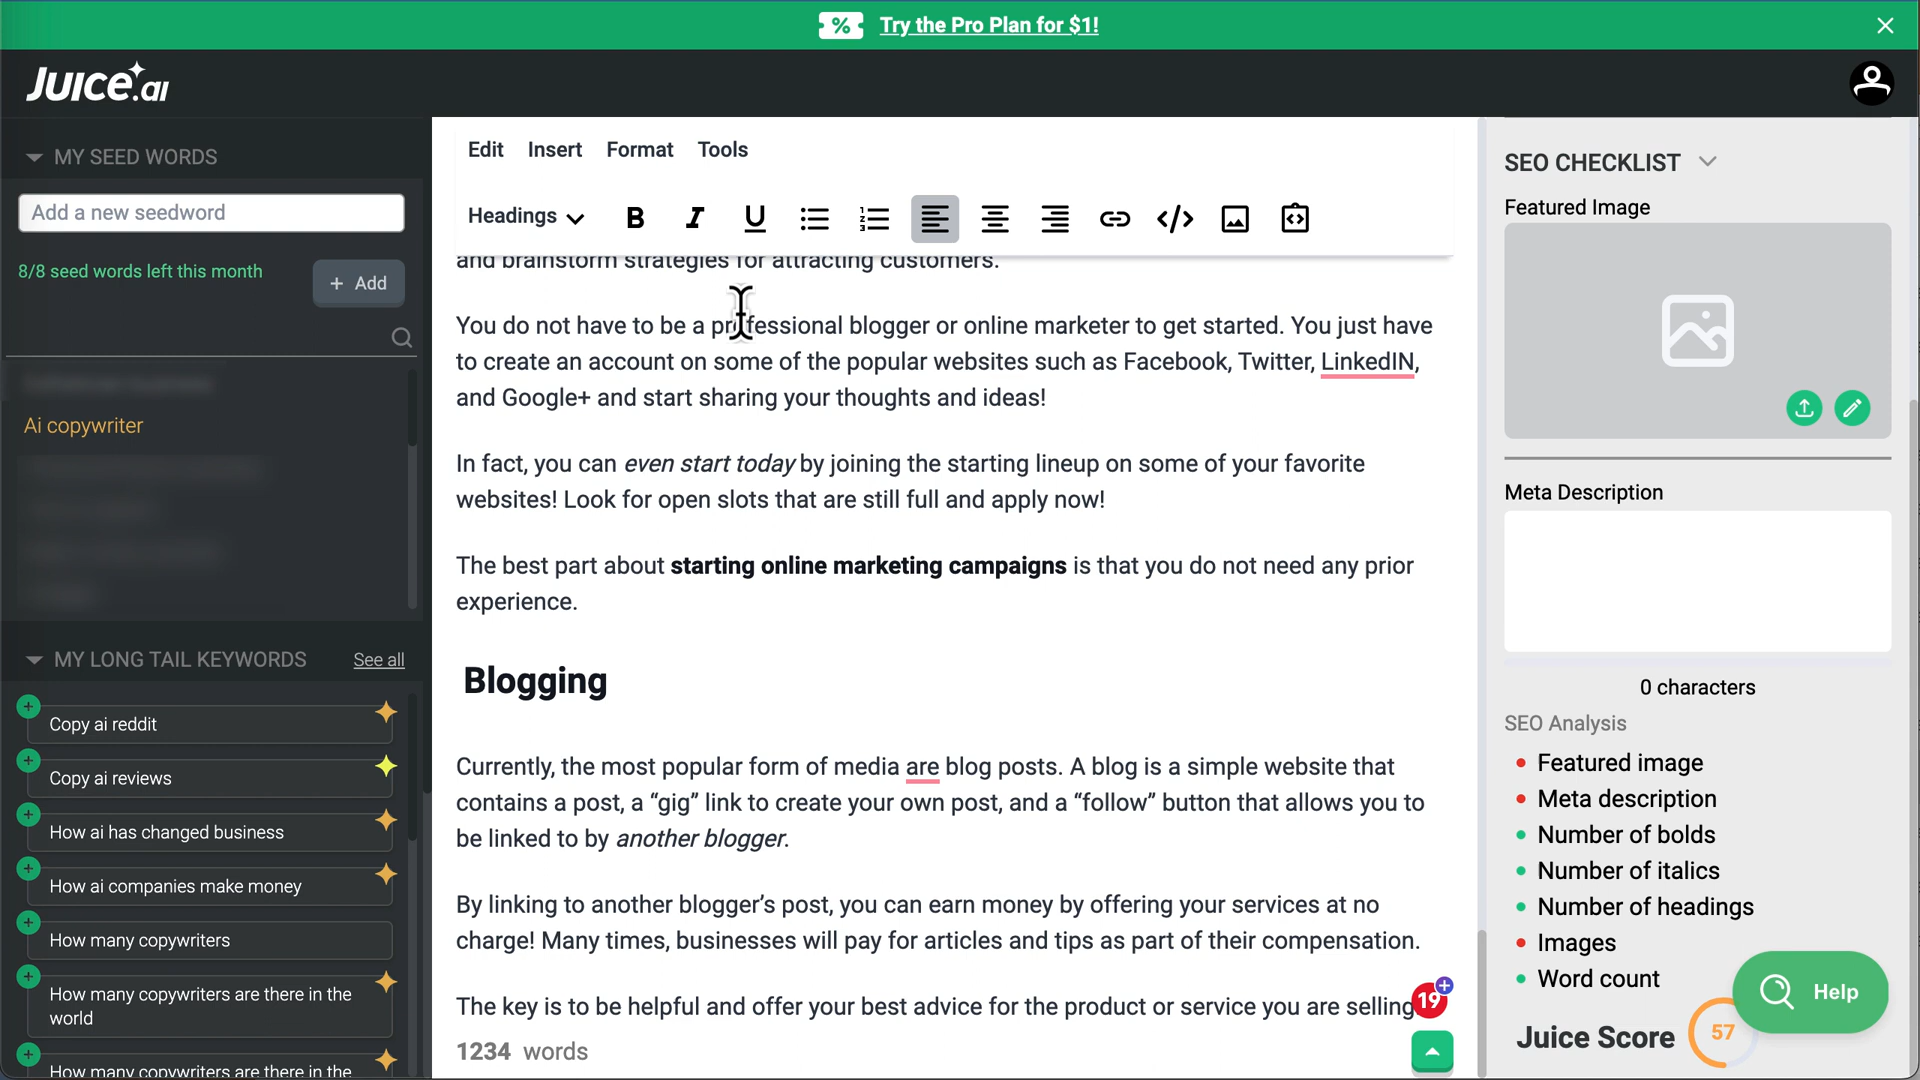 % Try the Pro Plan for $1!
JUICE.ai
MY SEED WORDS
Add a new seedword
8/8 seed words left this month
+ Add
Ai copywriter
MY LONG TAIL KEYWORDS See all
Copy ai reddit
Copy ai reviews
How ai has changed business
How ai companies make money
How many copywriters
How many copywriters are there in the
world
How many copywriters are there in the
Edit Insert Format Tools
Headings B I U
and brainstorm strategies for attracting customers.
You do not have to be a professional blogger or online marketer to get started. You just have
to create an account on some of the popular websites such as Facebook, Twitter, LinkedIN,
and Google+ and start sharing your thoughts and ideas!
In fact, you can even start today by joining the starting lineup on some of your favorite
websites! Look for open slots that are still full and apply now!
The best part about starting online marketing campaigns is that you do not need any prior
experience.
Blogging
Currently, the most popular form of media are blog posts. A blog is a simple website that
contains a post, a “gig” link to create your own post, and a “follow” button that allows you to
be linked to by another blogger.
By linking to another blogger’s post, you can earn money by offering your services at no
charge! Many times, businesses will pay for articles and tips as part of their compensation.
The key is to be helpful and offer your best advice for the product or service you are selling.
19
1234 words
SEO CHECKLIST
Featured Image
Meta Description
0 characters
SEO Analysis
Featured image
Meta description
Number of bolds
Number of italics
Number of headings
Images
Word count
Help
Juice Score 57